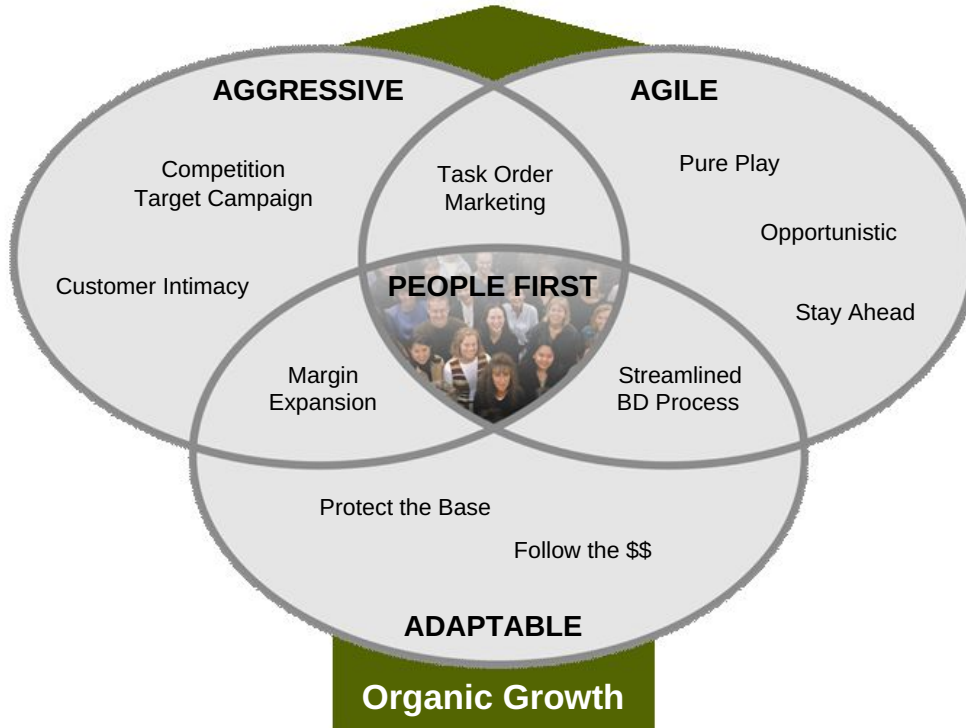 AGGRESSIVE
AGILE
Competition
Target Campaign
Task Order
Marketing
Pure Play
Opportunistic
Customer Intimacy
PEOPLE FIRST
Stay Ahead
Margin
Expansion
Streamlined
BD Process
Protect the Base
Follow the $$
ADAPTABLE
Organic Growth